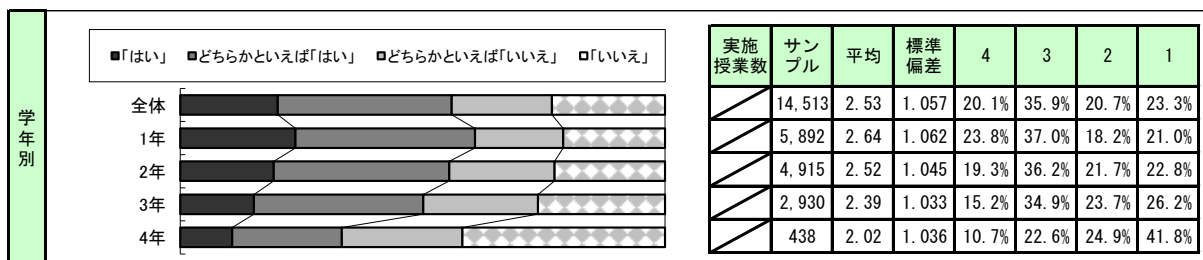 学年別
■「はい」 ■どちらかといえば「はい」 ■どちらかといえば「いいえ」 □「いいえ」
全体
1年
2年
3年
4年
実施授業数 サンプル 平均 標準偏差 4 3 2 1
14,513 2.53 1.057 20.1% 35.9% 20.7% 23.3%
5,892 2.64 1.062 23.8% 37.0% 18.2% 21.0%
4,915 2.52 1.045 19.3% 36.2% 21.7% 22.8%
2,930 2.39 1.033 15.2% 34.9% 23.7% 26.2%
438 2.02 1.036 10.7% 22.6% 24.9% 41.8%